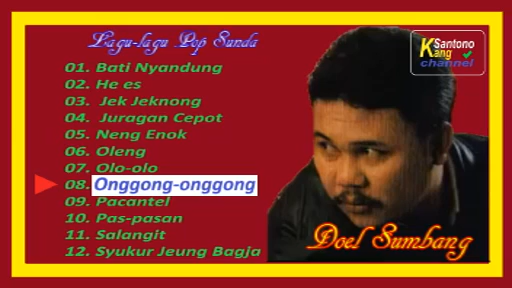 Lagu-lagu Pop Sunda
01. Bati Nyandung
02. He es
03. Jek Jeknong
04. Juragan Cepot
05. Neng Enok
06. Oleng
07. Olo-olo
08. Onggong-onggong
09. Pacantel
10. Pas-pasan
11. Salangit
12. Syukur Jeung Bagja
Kang Santono
channel
Doel Sumbang